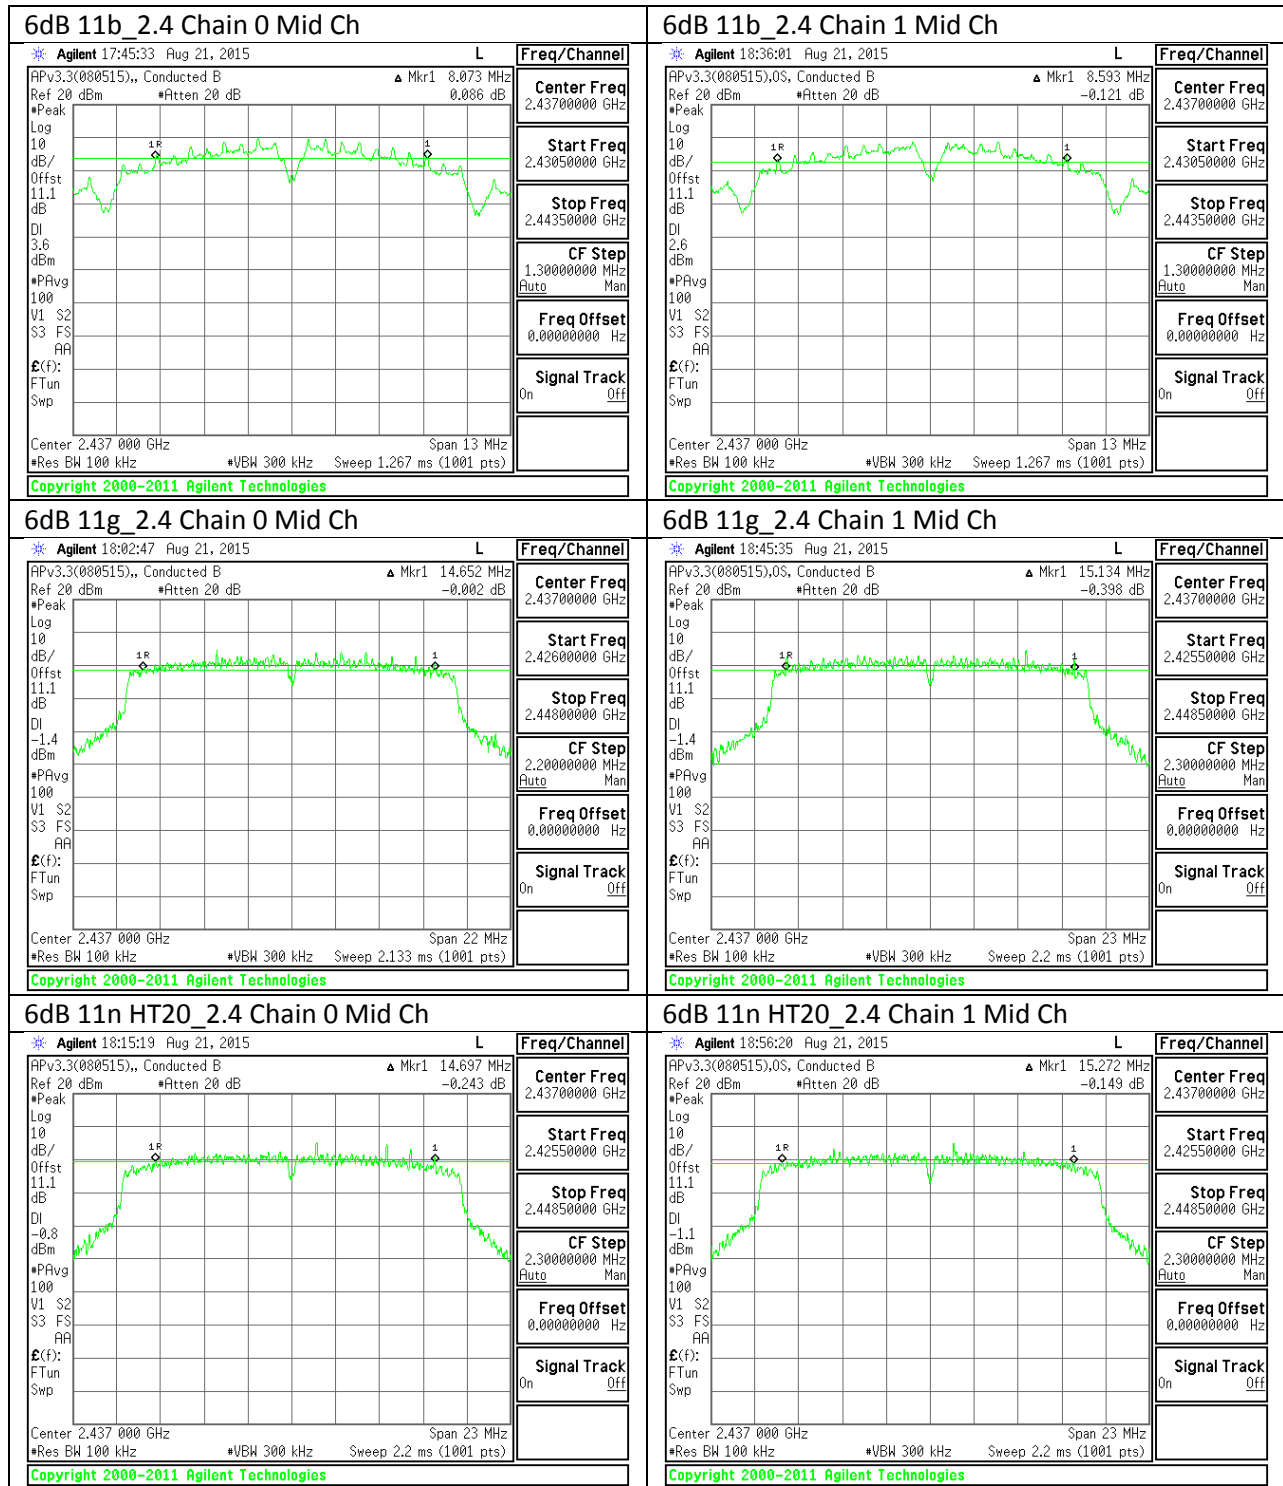 6dB 11b_2.4 Chain 0 Mid Ch
Agilent 17:45:33 Aug 21, 2015 L
APv3.3(080515),, Conducted B
Δ Mkr1 8.073 MHz
Ref 20 dBm #Atten 20 dB 0.086 dB
#Peak
Log
10
dB/
Offst
11.1
dB
DI
3.6
dBm
#PAvg
100
V1 S2
S3 FS
AA
£(f):
FTun
Swp
1R
1
Center 2.437 000 GHz Span 13 MHz
#Res BW 100 kHz #VBW 300 kHz Sweep 1.267 ms (1001 pts)
Copyright 2000-2011 Agilent Technologies
Freq/Channel
Center Freq
2.43700000 GHz
Start Freq
2.43050000 GHz
Stop Freq
2.44350000 GHz
CF Step
1.30000000 MHz
Auto Man
Freq Offset
0.00000000 Hz
Signal Track
On Off
6dB 11b_2.4 Chain 1 Mid Ch
Agilent 18:36:01 Aug 21, 2015 L
APv3.3(080515),OS, Conducted B
Δ Mkr1 8.593 MHz
Ref 20 dBm #Atten 20 dB -0.121 dB
#Peak
Log
10
dB/
Offst
11.1
dB
DI
2.6
dBm
#PAvg
100
V1 S2
S3 FS
AA
£(f):
FTun
Swp
1R
1
Center 2.437 000 GHz Span 13 MHz
#Res BW 100 kHz #VBW 300 kHz Sweep 1.267 ms (1001 pts)
Copyright 2000-2011 Agilent Technologies
Freq/Channel
Center Freq
2.43700000 GHz
Start Freq
2.43050000 GHz
Stop Freq
2.44350000 GHz
CF Step
1.30000000 MHz
Auto Man
Freq Offset
0.00000000 Hz
Signal Track
On Off
6dB 11g_2.4 Chain 0 Mid Ch
Agilent 18:02:47 Aug 21, 2015 L
APv3.3(080515),, Conducted B
Δ Mkr1 14.652 MHz
Ref 20 dBm #Atten 20 dB -0.002 dB
#Peak
Log
10
dB/
Offst
11.1
dB
DI
-1.4
dBm
#PAvg
100
V1 S2
S3 FS
AA
£(f):
FTun
Swp
1R
1
Center 2.437 000 GHz Span 22 MHz
#Res BW 100 kHz #VBW 300 kHz Sweep 2.133 ms (1001 pts)
Copyright 2000-2011 Agilent Technologies
Freq/Channel
Center Freq
2.43700000 GHz
Start Freq
2.42600000 GHz
Stop Freq
2.44800000 GHz
CF Step
2.20000000 MHz
Auto Man
Freq Offset
0.00000000 Hz
Signal Track
On Off
6dB 11g_2.4 Chain 1 Mid Ch
Agilent 18:45:35 Aug 21, 2015 L
APv3.3(080515),OS, Conducted B
Δ Mkr1 15.134 MHz
Ref 20 dBm #Atten 20 dB -0.398 dB
#Peak
Log
10
dB/
Offst
11.1
dB
DI
-1.4
dBm
#PAvg
100
V1 S2
S3 FS
AA
£(f):
FTun
Swp
1R
1
Center 2.437 000 GHz Span 23 MHz
#Res BW 100 kHz #VBW 300 kHz Sweep 2.2 ms (1001 pts)
Copyright 2000-2011 Agilent Technologies
Freq/Channel
Center Freq
2.43700000 GHz
Start Freq
2.42550000 GHz
Stop Freq
2.44850000 GHz
CF Step
2.30000000 MHz
Auto Man
Freq Offset
0.00000000 Hz
Signal Track
On Off
6dB 11n HT20_2.4 Chain 0 Mid Ch
Agilent 18:15:19 Aug 21, 2015 L
APv3.3(080515),, Conducted B
Δ Mkr1 14.697 MHz
Ref 20 dBm #Atten 20 dB -0.243 dB
#Peak
Log
10
dB/
Offst
11.1
dB
DI
-0.8
dBm
#PAvg
100
V1 S2
S3 FS
AA
£(f):
FTun
Swp
1R
1
Center 2.437 000 GHz Span 23 MHz
#Res BW 100 kHz #VBW 300 kHz Sweep 2.2 ms (1001 pts)
Copyright 2000-2011 Agilent Technologies
Freq/Channel
Center Freq
2.43700000 GHz
Start Freq
2.42550000 GHz
Stop Freq
2.44850000 GHz
CF Step
2.30000000 MHz
Auto Man
Freq Offset
0.00000000 Hz
Signal Track
On Off
6dB 11n HT20_2.4 Chain 1 Mid Ch
Agilent 18:56:20 Aug 21, 2015 L
APv3.3(080515),OS, Conducted B
Δ Mkr1 15.272 MHz
Ref 20 dBm #Atten 20 dB -0.149 dB
#Peak
Log
10
dB/
Offst
11.1
dB
DI
-1.1
dBm
#PAvg
100
V1 S2
S3 FS
AA
£(f):
FTun
Swp
1R
1
Center 2.437 000 GHz Span 23 MHz
#Res BW 100 kHz #VBW 300 kHz Sweep 2.2 ms (1001 pts)
Copyright 2000-2011 Agilent Technologies
Freq/Channel
Center Freq
2.43700000 GHz
Start Freq
2.42550000 GHz
Stop Freq
2.44850000 GHz
CF Step
2.30000000 MHz
Auto Man
Freq Offset
0.00000000 Hz
Signal Track
On Off